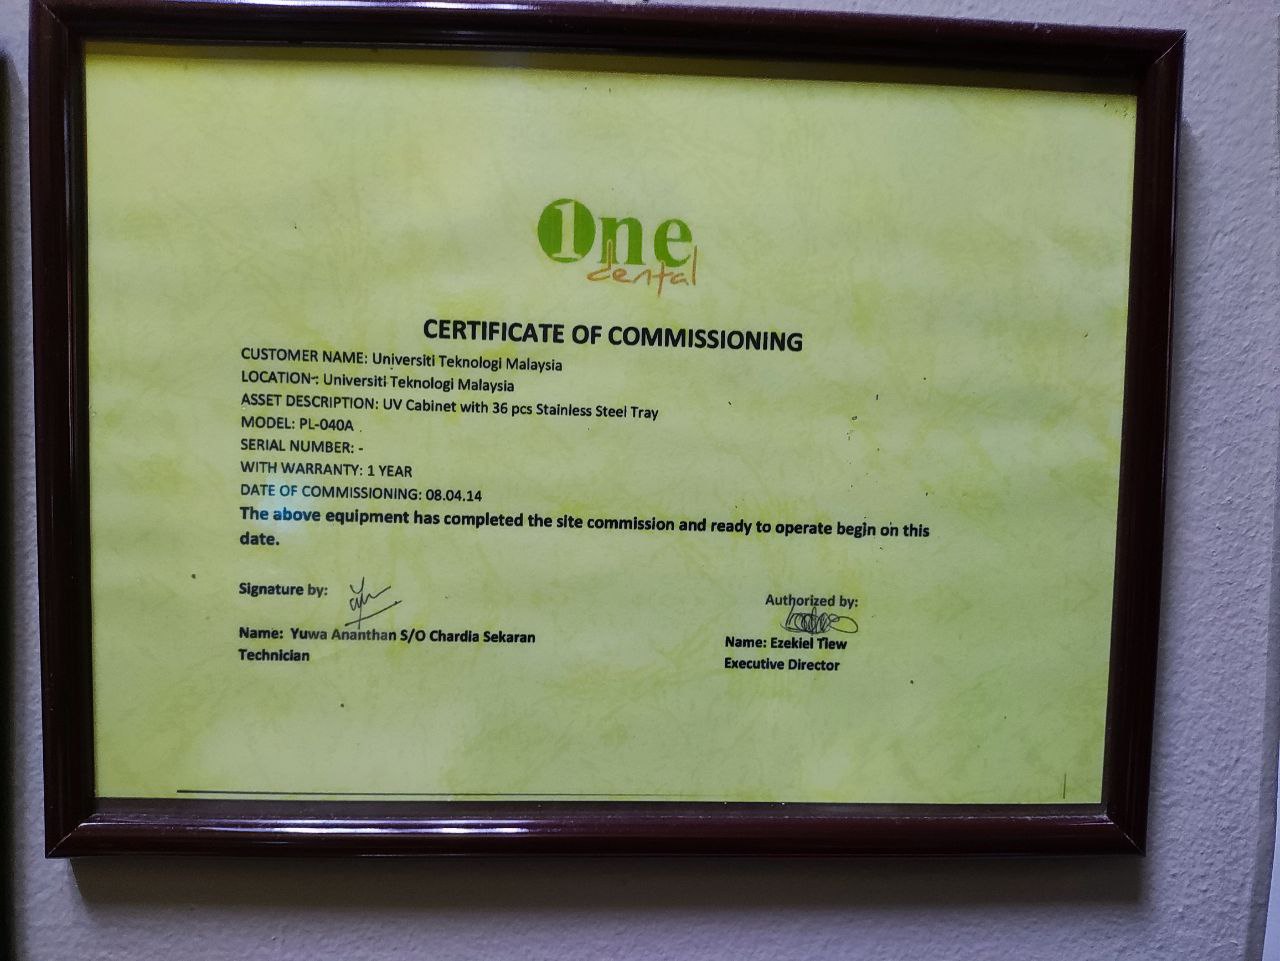 1ne
dental
CERTIFICATE OF COMMISSIONING
CUSTOMER NAME: Universiti Teknologi Malaysia
LOCATION : Universiti Teknologi Malaysia
ASSET DESCRIPTION: UV Cabinet with 36 pcs Stainless Steel Tray
MODEL: PL-040A
SERIAL NUMBER: -
WITH WARRANTY: 1 YEAR
DATE OF COMMISSIONING: 08.04.14
The above equipment has completed the site commission and ready to operate begin on this
date.
Signature by:
Name: Yuwa Ananthan S/O Chardia Sekaran
Technician
Authorized by:
Name: Ezekiel Tiew
Executive Director